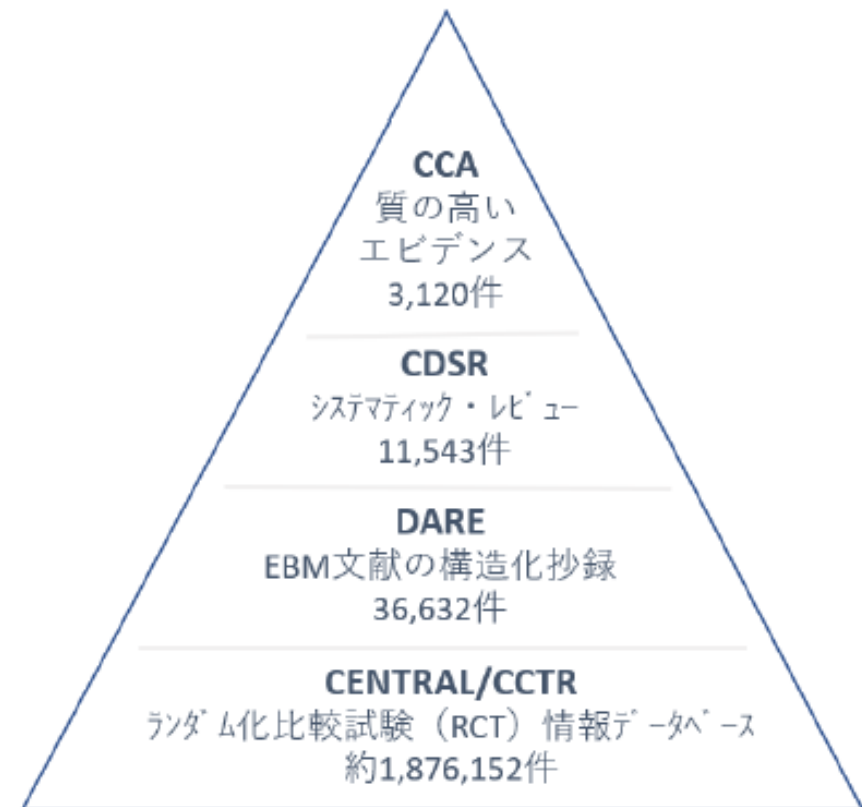 CCA
質の高い
エビデンス
3,120件
CDSR
ｼｽﾃﾏﾃｨｯｸ・ﾚﾋﾞｭｰ
11,543件
DARE
EBM文献の構造化抄録
36,632件
CENTRAL/CCTR
ﾗﾝﾀﾞﾑ化比較試験（RCT）情報ﾃﾞｰﾀﾍﾞｰｽ
約1,876,152件